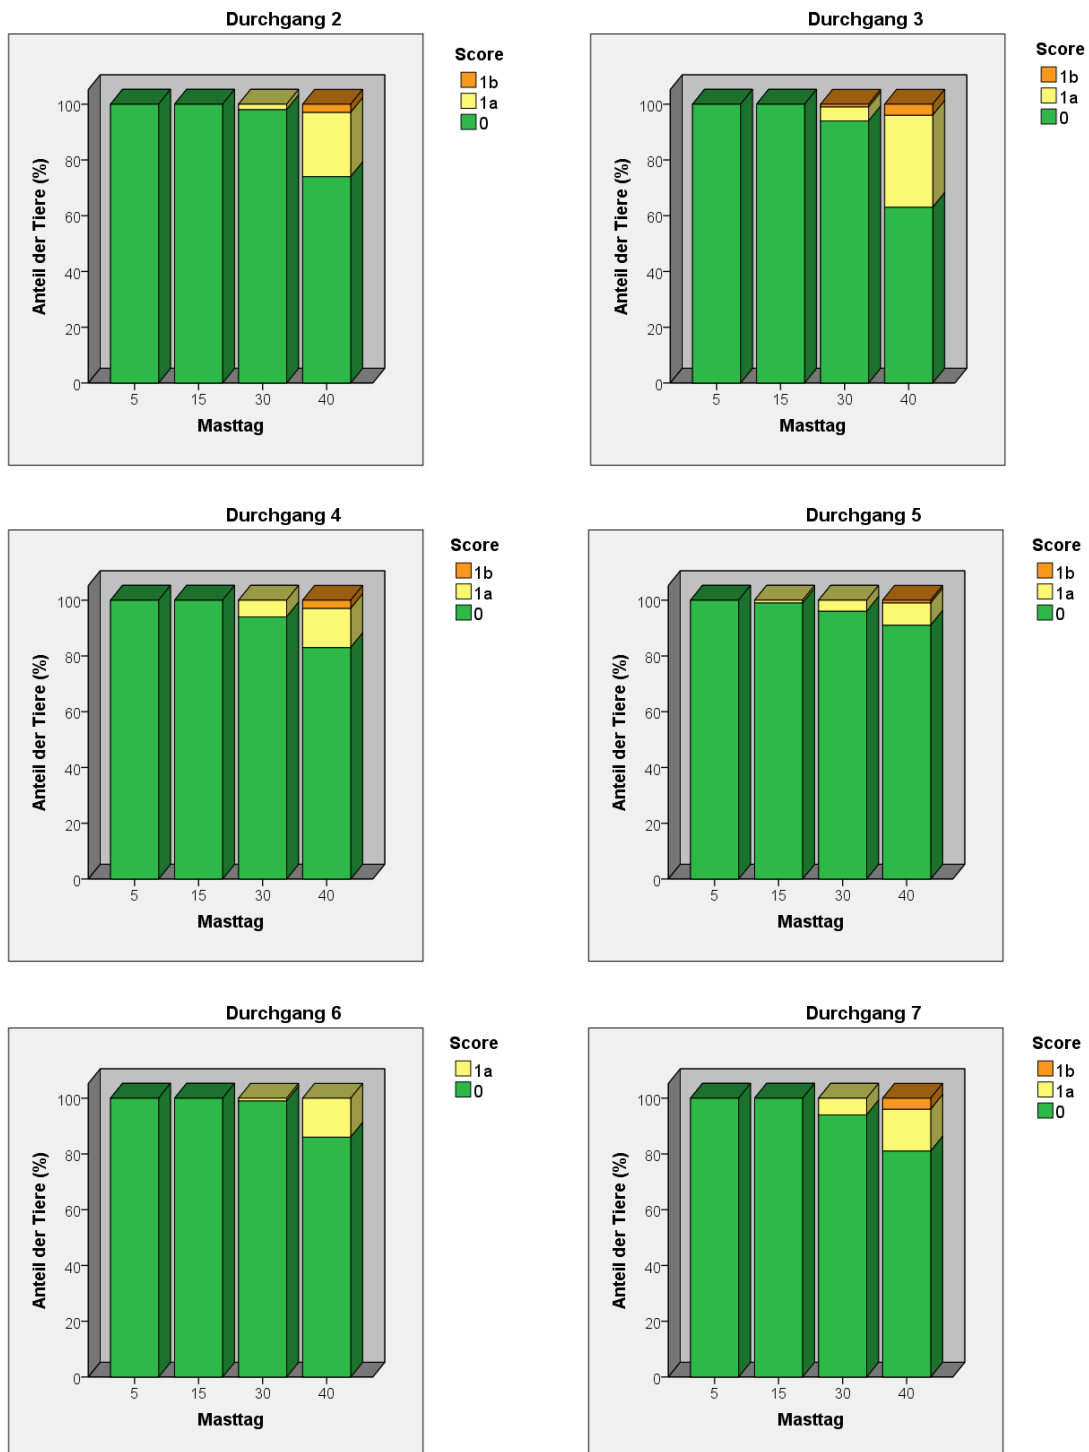 Durchgang 2
Score
1b
1a
0
Anteil der Tiere (%)
100
80
60
40
20
0
5 15 30 40
Masttag
Durchgang 3
Score
1b
1a
0
Anteil der Tiere (%)
100
80
60
40
20
0
5 15 30 40
Masttag
Durchgang 4
Score
1b
1a
0
Anteil der Tiere (%)
100
80
60
40
20
0
5 15 30 40
Masttag
Durchgang 5
Score
1b
1a
0
Anteil der Tiere (%)
100
80
60
40
20
0
5 15 30 40
Masttag
Durchgang 6
Score
1a
0
Anteil der Tiere (%)
100
80
60
40
20
0
5 15 30 40
Masttag
Durchgang 7
Score
1b
1a
0
Anteil der Tiere (%)
100
80
60
40
20
0
5 15 30 40
Masttag